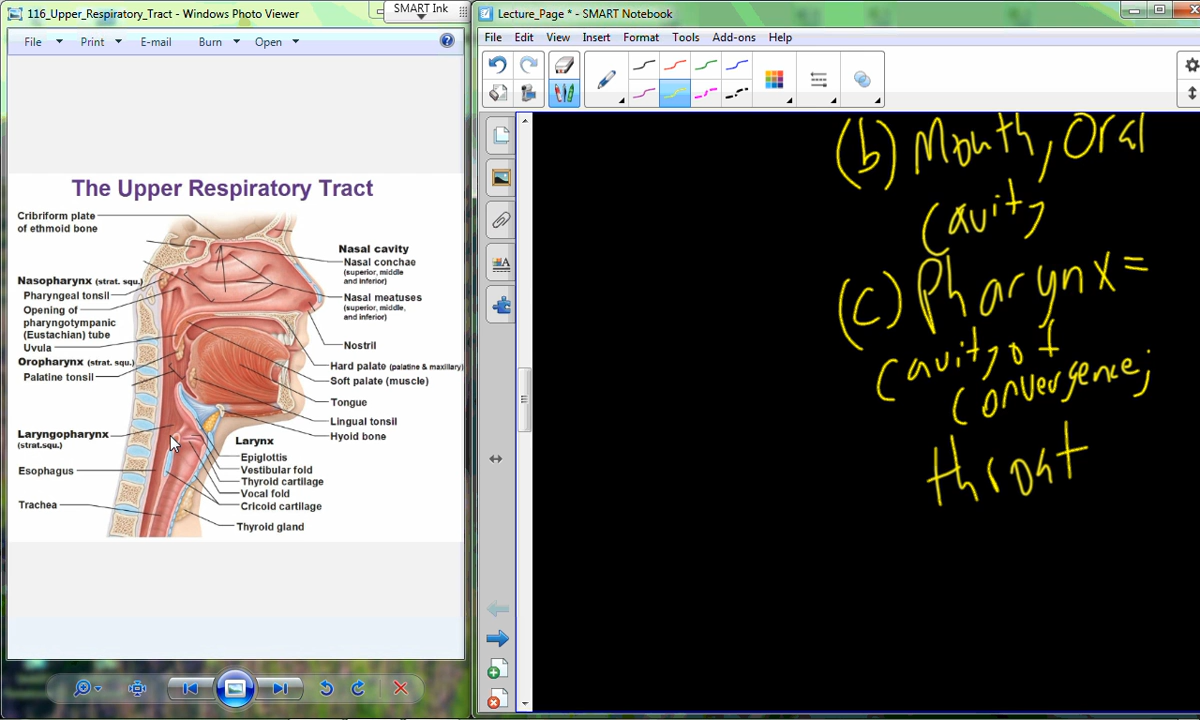 116_Upper_Respiratory_Tract - Windows Photo Viewer
SMART Ink
File Print E-mail Burn Open
The Upper Respiratory Tract
Cribriform plate
of ethmoid bone
Nasopharynx (strat. squ.)
Pharyngeal tonsil
Opening of
pharyngotympanic
(Eustachian) tube
Uvula
Oropharynx (strat. squ.)
Palatine tonsil
Laryngopharynx
(strat.squ.)
Esophagus
Trachea
Nasal cavity
Nasal conchae
(superior, middle
and inferior)
Nasal meatuses
(superior, middle,
and inferior)
Nostril
Hard palate (palatine & maxillary)
Soft palate (muscle)
Tongue
Lingual tonsil
Hyoid bone
Larynx
Epiglottis
Vestibular fold
Thyroid cartilage
Vocal fold
Cricoid cartilage
Thyroid gland
Lecture_Page * - SMART Notebook
File Edit View Insert Format Tools Add-ons Help
(b) Mouth, Oral
Cavity
(c) Pharynx =
cavity of
convergence;
throat